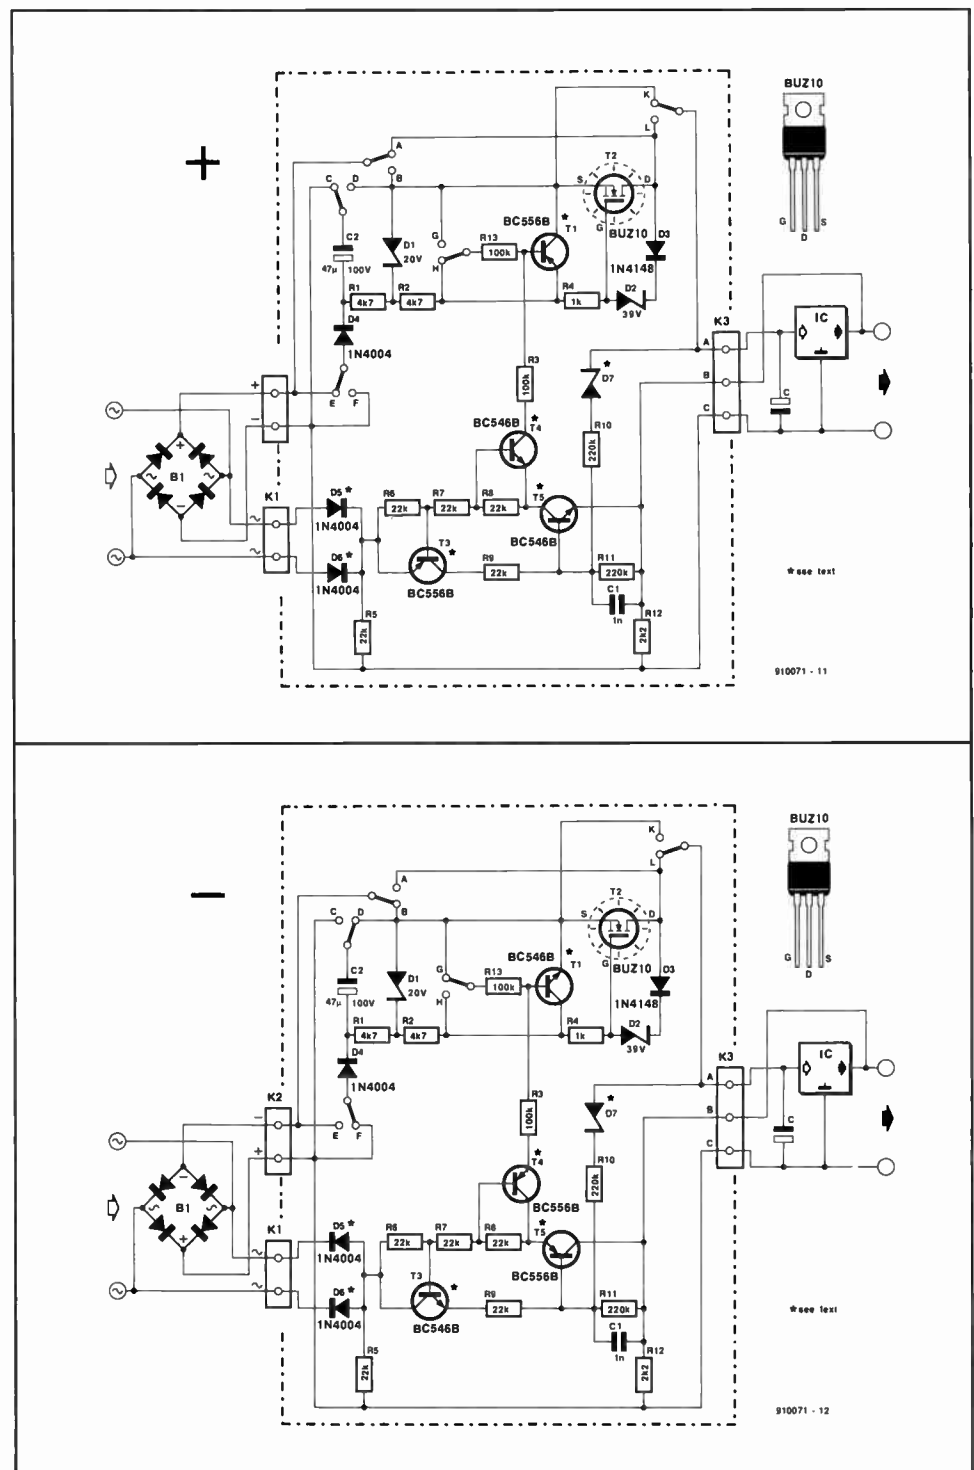 +
BUZ10
G
D
S
K
L
A
B
C
D
T2
S
D
G
BUZ10
BC556B
*
T1
C2
47μ
100V
D1
20V
G
H
R13
100k
D3
1N4148
R1
4k7
R2
4k7
R4
1k
D2
39V
D4
1N4004
E
F
R3
100k
D7
*
K3
A
B
C
IC
C
+
-
B1
+
~
~
-
BC546B
*
T4
R10
220k
K1
~
~
D5
*
1N4004
D6
*
1N4004
R6
22k
R7
22k
R8
22k
*
T5
BC546B
T3
*
BC556B
R9
22k
R11
220k
C1
1n
R12
2k2
R5
22k
* see text
910071 - 11
-
BUZ10
G
D
S
K
L
A
B
C
D
T2
S
D
G
BUZ10
BC546B
*
T1
C2
47μ
100V
D1
20V
G
H
R13
100k
D3
1N4148
R1
4k7
R2
4k7
R4
1k
D2
39V
D4
1N4004
E
F
R3
100k
D7
*
K3
A
B
C
IC
C
K2
-
+
B1
-
~
~
+
*
T4
BC556B
R10
220k
K1
~
~
D5
*
1N4004
D6
*
1N4004
R6
22k
R7
22k
R8
22k
*
T5
BC556B
T3
*
BC546B
R9
22k
R11
220k
C1
1n
R12
2k2
R5
22k
* see text
910071 - 12